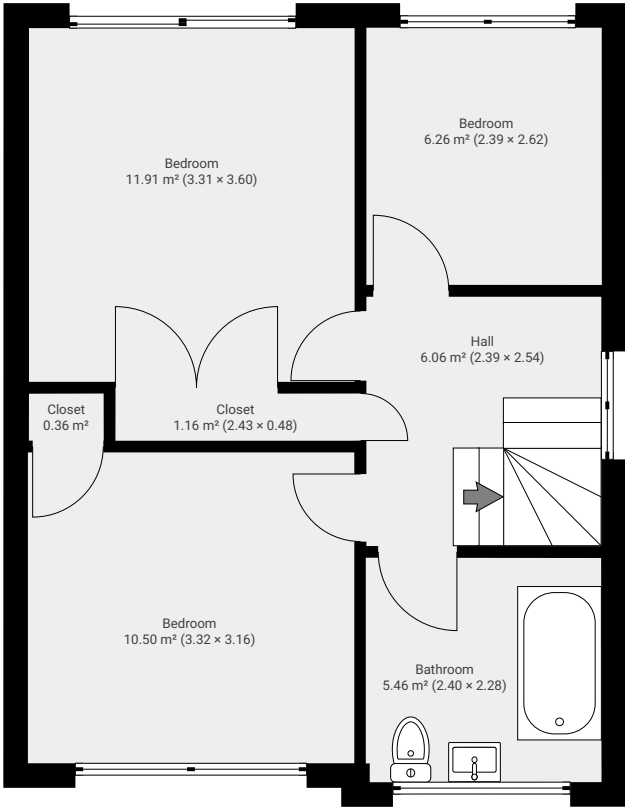 Bedroom
6.26 m² (2.39 × 2.62)
Bedroom
11.91 m² (3.31 × 3.60)
Hall
6.06 m² (2.39 × 2.54)
Closet
0.36 m²
Closet
1.16 m² (2.43 × 0.48)
Bedroom
10.50 m² (3.32 × 3.16)
Bathroom
5.46 m² (2.40 × 2.28)